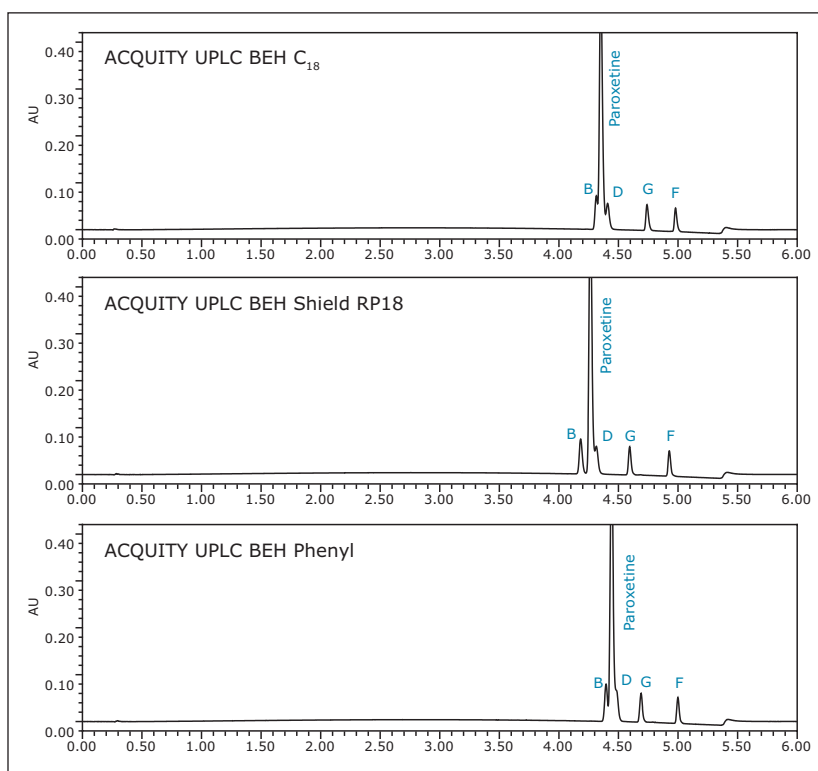 ACQUITY UPLC BEH C18
AU
0.40
0.30
0.20
0.10
0.00
Paroxetine
B D G F
0.00 0.50 1.00 1.50 2.00 2.50 3.00 3.50 4.00 4.50 5.00 5.50 6.00
ACQUITY UPLC BEH Shield RP18
AU
0.40
0.30
0.20
0.10
0.00
Paroxetine
B D G F
0.00 0.50 1.00 1.50 2.00 2.50 3.00 3.50 4.00 4.50 5.00 5.50 6.00
ACQUITY UPLC BEH Phenyl
AU
0.40
0.30
0.20
0.10
0.00
Paroxetine
B D G F
0.00 0.50 1.00 1.50 2.00 2.50 3.00 3.50 4.00 4.50 5.00 5.50 6.00